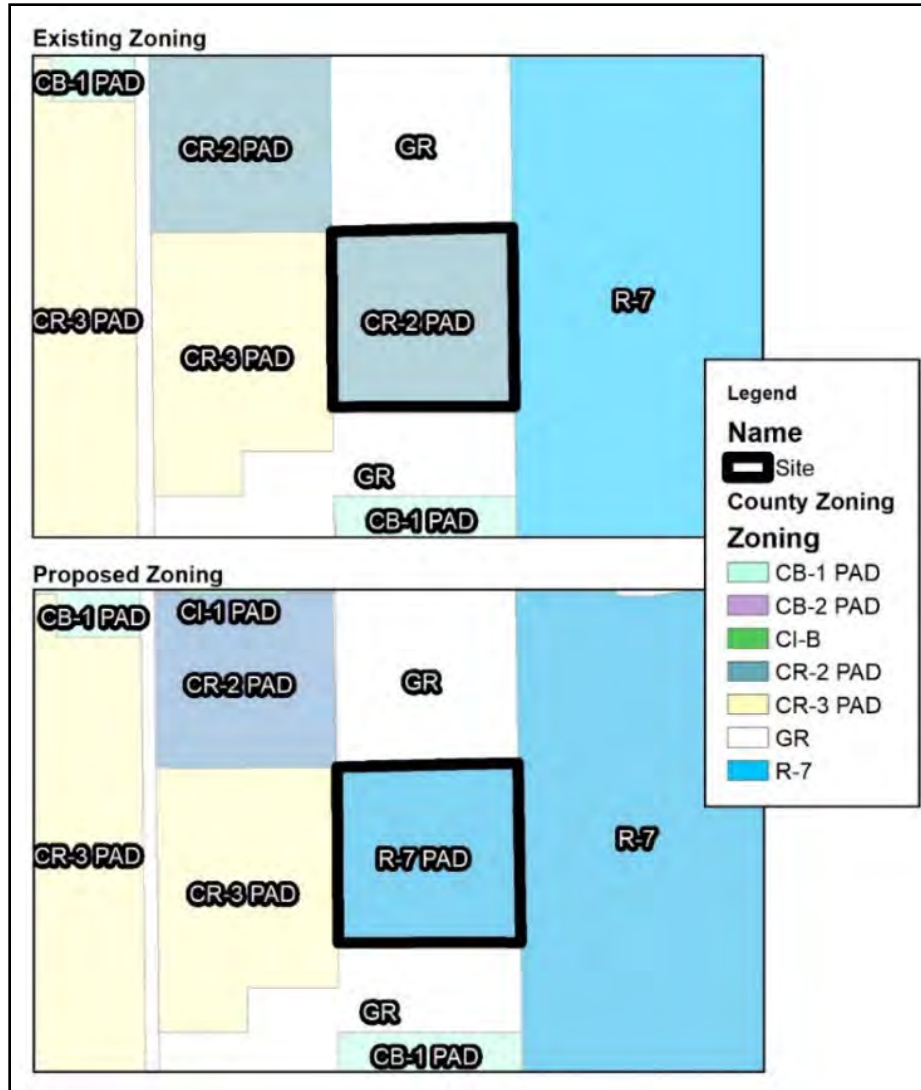 Existing Zoning
CB-1 PAD
CR-2 PAD
GR
CR-3 PAD
CR-3 PAD
CR-2 PAD
R-7
GR
CB-1 PAD
Proposed Zoning
CB-1 PAD
CI-1 PAD
CR-2 PAD
GR
CR-3 PAD
CR-3 PAD
R-7 PAD
R-7
GR
CB-1 PAD
Legend
Name
Site
County Zoning
Zoning
CB-1 PAD
CB-2 PAD
CI-B
CR-2 PAD
CR-3 PAD
GR
R-7